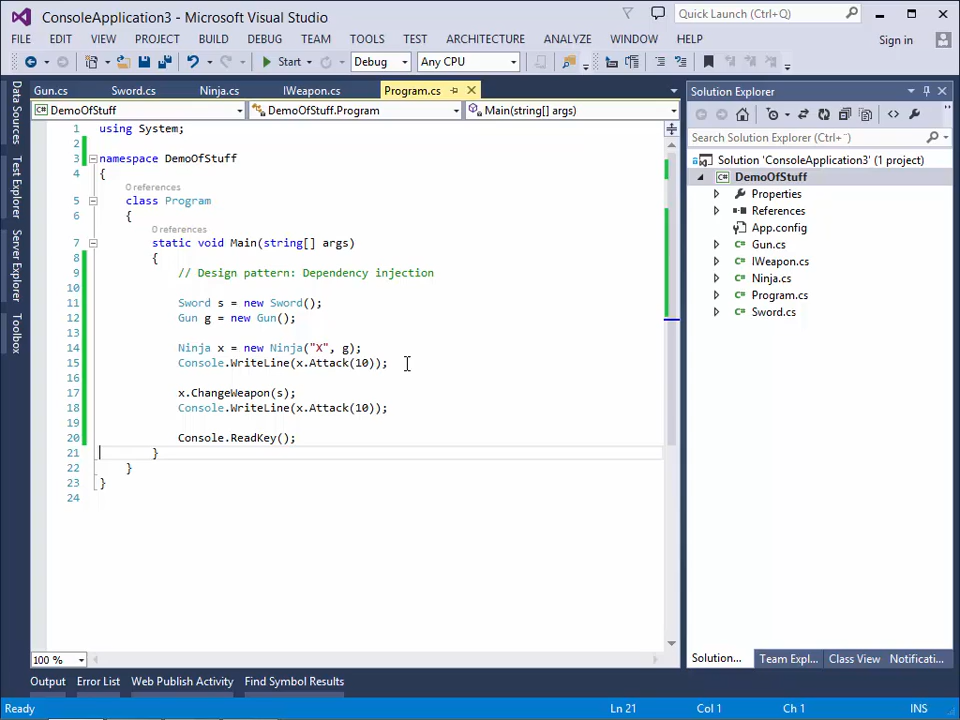 ConsoleApplication3 - Microsoft Visual Studio
Quick Launch (Ctrl+Q)
FILE EDIT VIEW PROJECT BUILD DEBUG TEAM TOOLS TEST ARCHITECTURE ANALYZE WINDOW HELP
Sign in
Start Debug Any CPU
Data Sources
Test Explorer
Server Explorer
Toolbox
Gun.cs Sword.cs Ninja.cs IWeapon.cs Program.cs
DemoOfStuff DemoOfStuff.Program Main(string[] args)
1 using System;
2
3 namespace DemoOfStuff
4 {
0 references
5 class Program
6 {
0 references
7 static void Main(string[] args)
8 {
9 // Design pattern: Dependency injection
10
11 Sword s = new Sword();
12 Gun g = new Gun();
13
14 Ninja x = new Ninja("X", g);
15 Console.WriteLine(x.Attack(10));
16
17 x.ChangeWeapon(s);
18 Console.WriteLine(x.Attack(10));
19
20 Console.ReadKey();
21 }
22 }
23 }
24
100 %
Solution Explorer
Search Solution Explorer (Ctrl+¨)
Solution 'ConsoleApplication3' (1 project)
DemoOfStuff
Properties
References
App.config
Gun.cs
IWeapon.cs
Ninja.cs
Program.cs
Sword.cs
Solution... Team Expl... Class View Notificati...
Output Error List Web Publish Activity Find Symbol Results
Ready Ln 21 Col 1 Ch 1 INS